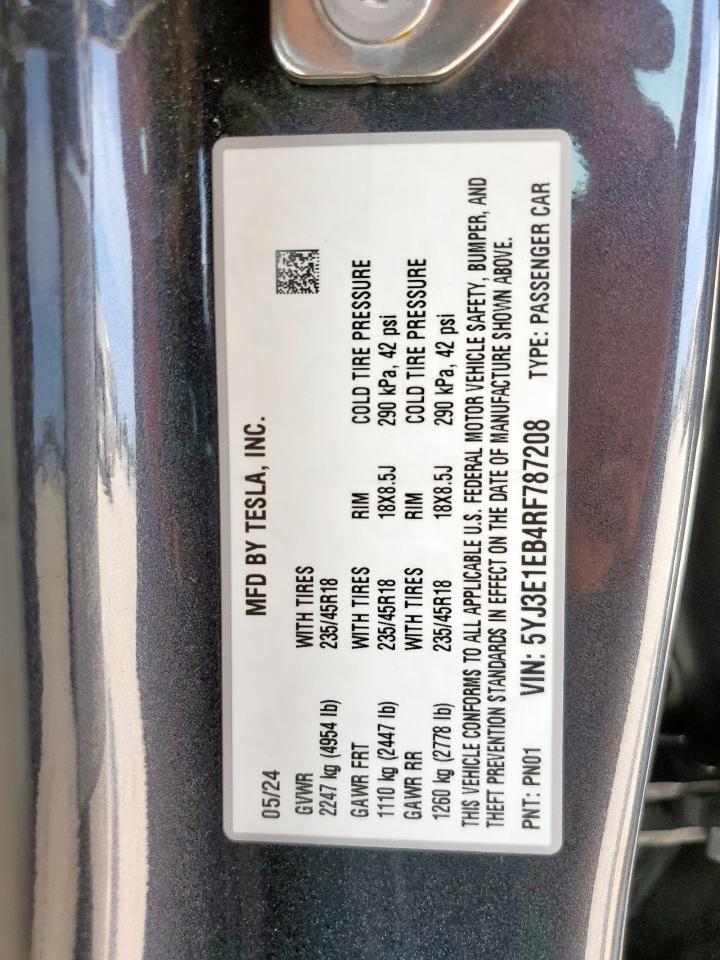 MFD BY TESLA, INC.
05/24
GVWR WITH TIRES
2247 kg (4954 lb) 235/45R18
GAWR FRT WITH TIRES RIM COLD TIRE PRESSURE
1110 kg (2447 lb) 235/45R18 18X8.5J 290 kPa, 42 psi
GAWR RR WITH TIRES RIM COLD TIRE PRESSURE
1260 kg (2778 lb) 235/45R18 18X8.5J 290 kPa, 42 psi
THIS VEHICLE CONFORMS TO ALL APPLICABLE U.S. FEDERAL MOTOR VEHICLE SAFETY, BUMPER, AND
THEFT PREVENTION STANDARDS IN EFFECT ON THE DATE OF MANUFACTURE SHOWN ABOVE.
PNT: PN01 VIN: 5YJ3E1EB4RF787208 TYPE: PASSENGER CAR